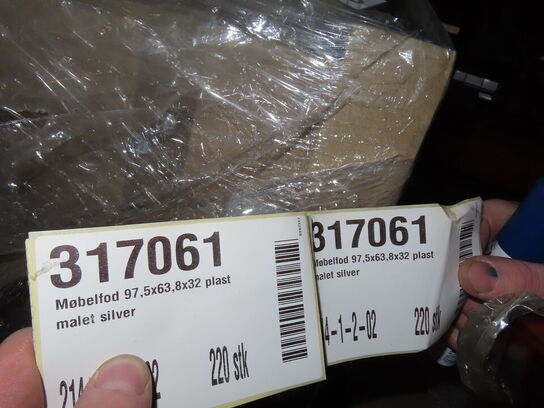 317061
Møbelfod 97,5x63,8x32 plast
malet silver
220 stk
317061
Møbelfod 97,5x63,8x32 plast
malet silver
4-1-2-02
220 stk